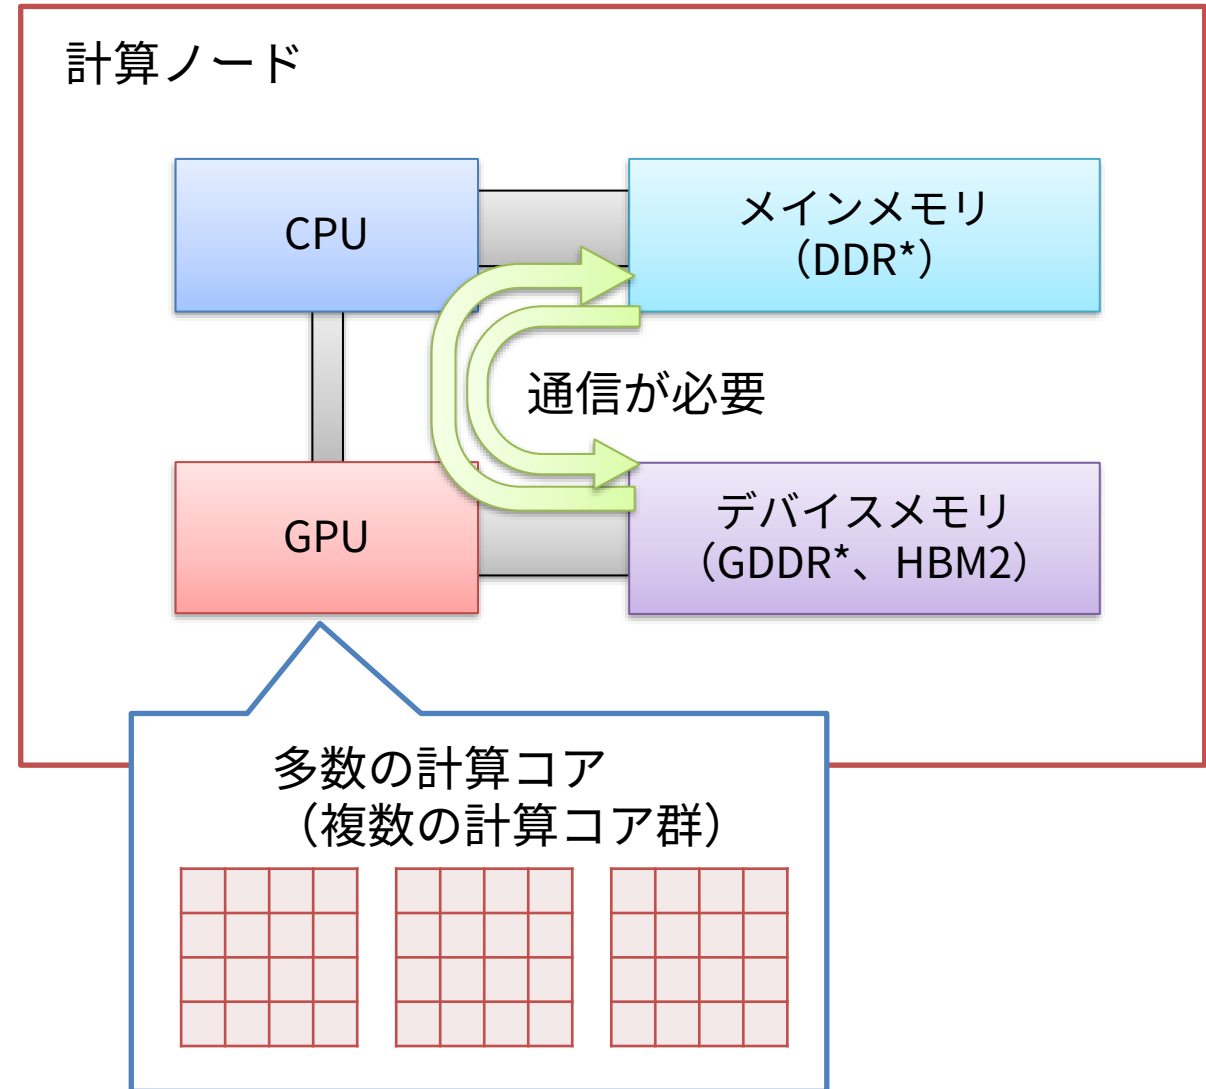 計算ノード
CPU
メインメモリ
（DDR*）
通信が必要
GPU
デバイスメモリ
（GDDR*、HBM2）
多数の計算コア
（複数の計算コア群）